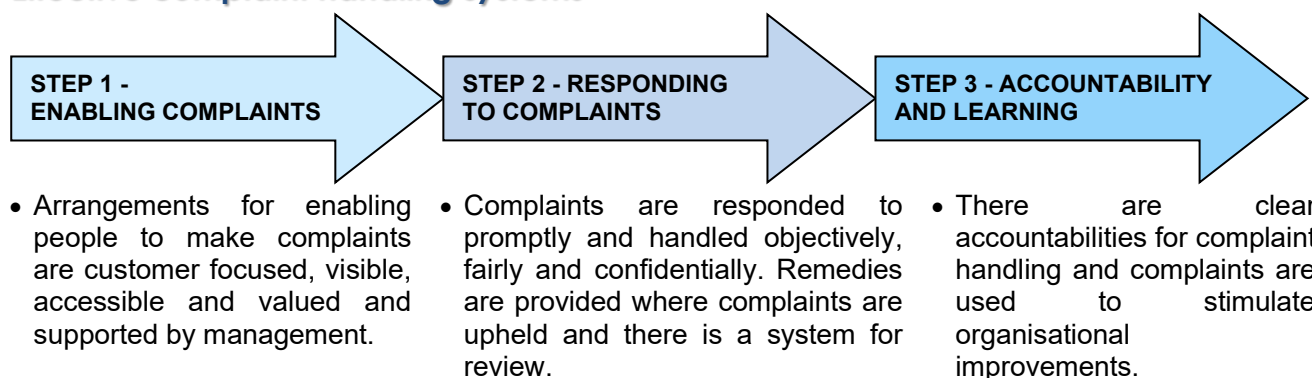 Effective complaint handling systems
STEP 1 -
ENABLING COMPLAINTS
STEP 2 - RESPONDING
TO COMPLAINTS
STEP 3 - ACCOUNTABILITY
AND LEARNING
• Arrangements for enabling
people to make complaints
are customer focused, visible,
accessible and valued and
supported by management.
• Complaints are responded to
promptly and handled objectively,
fairly and confidentially. Remedies
are provided where complaints are
upheld and there is a system for
review.
• There are clear
accountabilities for complaint
handling and complaints are
used to stimulate
organisational
improvements.